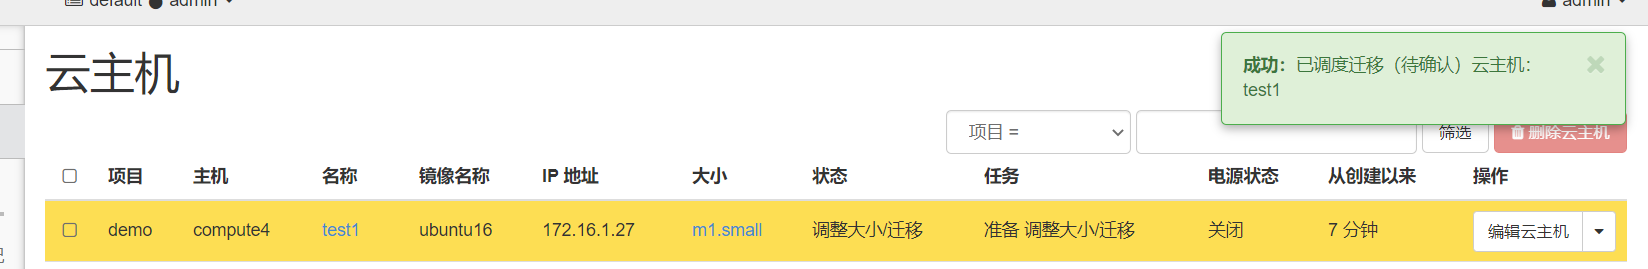 default admin
admin
云主机
成功：已调度迁移（待确认）云主机：
test1
项目 =
筛选
删除云主机
项目 主机 名称 镜像名称 IP 地址 大小 状态 任务 电源状态 从创建以来 操作
demo compute4 test1 ubuntu16 172.16.1.27 m1.small 调整大小/迁移 准备 调整大小/迁移 关闭 7 分钟 编辑云主机